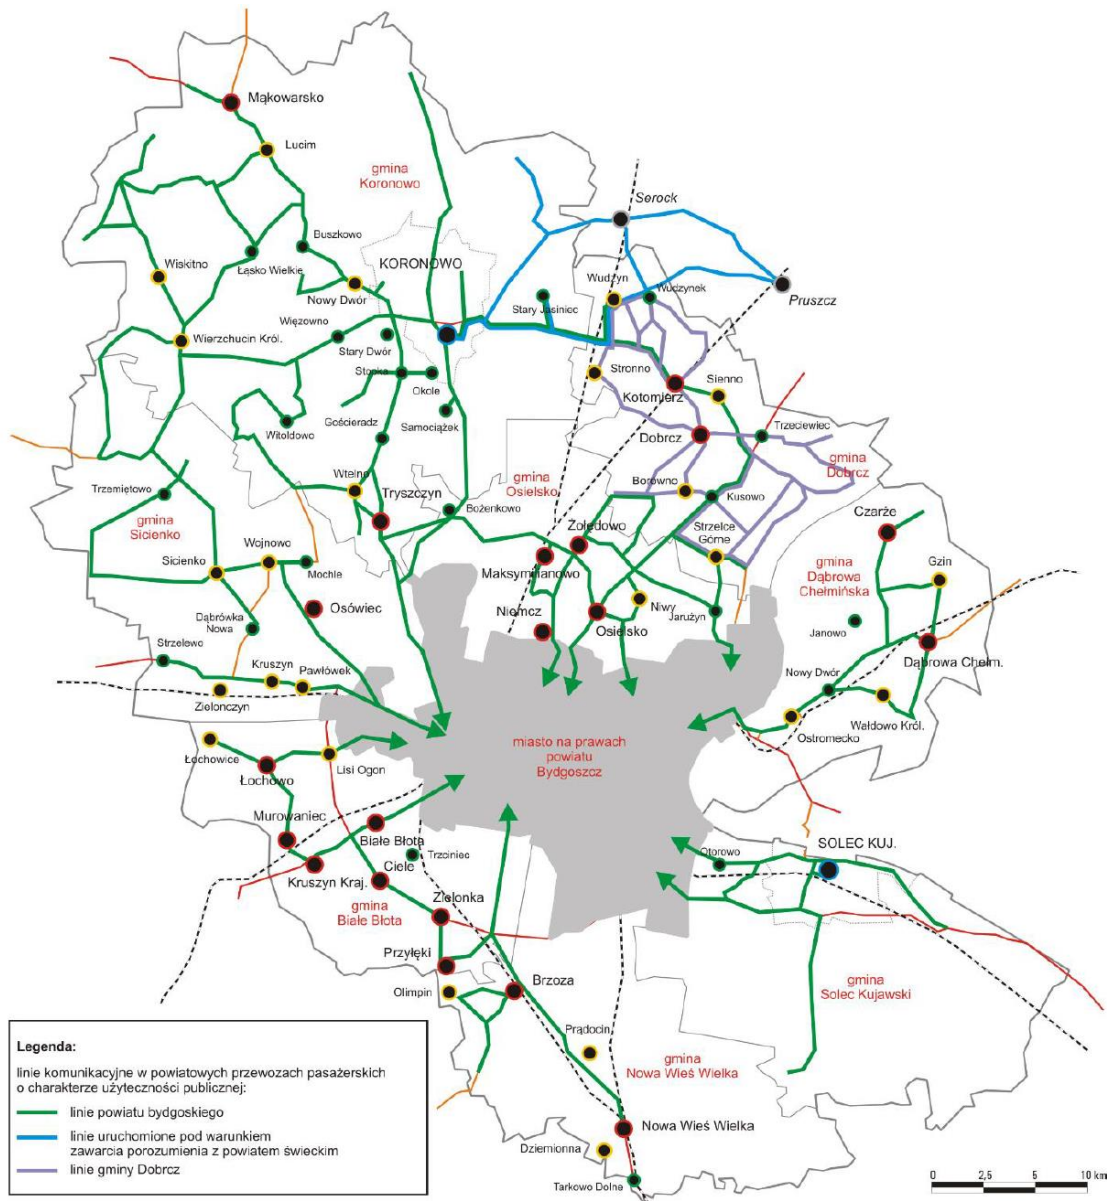 Mąkowarsko
Lucim
gmina
Koronowo
Serock
Buszkowo
KORONOWO
Wiskitno
Łąsko Wielkie
Nowy Dwór
Wudzyn
Wudzynek
Pruszcz
Stary Jasiniec
Więzowno
Wierzchucin Król.
Stary Dwór
Stopka
Okole
Stronno
Sienno
Kotomierz
Gościeradz
Samociążek
Witoldowo
Dobrcz
Trzeciewiec
gmina
Dobrcz
gmina
Osielsko
Wtelno
Tryszczyn
Trzemiętowo
Borówno
Kusowo
Bożenkowo
gmina
Sicienko
Żołędowo
Strzelce
Górne
Czarże
Wojnowo
Sicienko
Mochle
Maksymilianowo
gmina
Dąbrowa
Chełmińska
Gzin
Osówiec
Niemcz
Niwy
Jarużyn
Osielsko
Janowo
Dąbrówka
Nowa
Strzelewo
Dąbrowa Chełm.
Kruszyn
Pawłówek
Nowy Dwór
Zielonczyn
Wałdowo Król.
Ostromecko
miasto na prawach
powiatu
Bydgoszcz
Łochowice
Łochowo
Lisi Ogon
Murowaniec
Białe Błota
Trzciniec
Otorowo
SOLEC KUJ.
Ciele
Kruszyn Kraj.
gmina
Białe Błota
Zielonka
Przyłęki
Olimpin
Brzoza
gmina
Solec Kujawski
Prądocin
gmina
Nowa Wieś Wielka
Nowa Wieś Wielka
Dziemionna
Tarkowo Dolne
Legenda:
linie komunikacyjne w powiatowych przewozach pasażerskich
o charakterze użyteczności publicznej:
linie powiatu bydgoskiego
linie uruchomione pod warunkiem
zawarcia porozumienia z powiatem świeckim
linie gminy Dobrcz
0 2,5 5 10 km